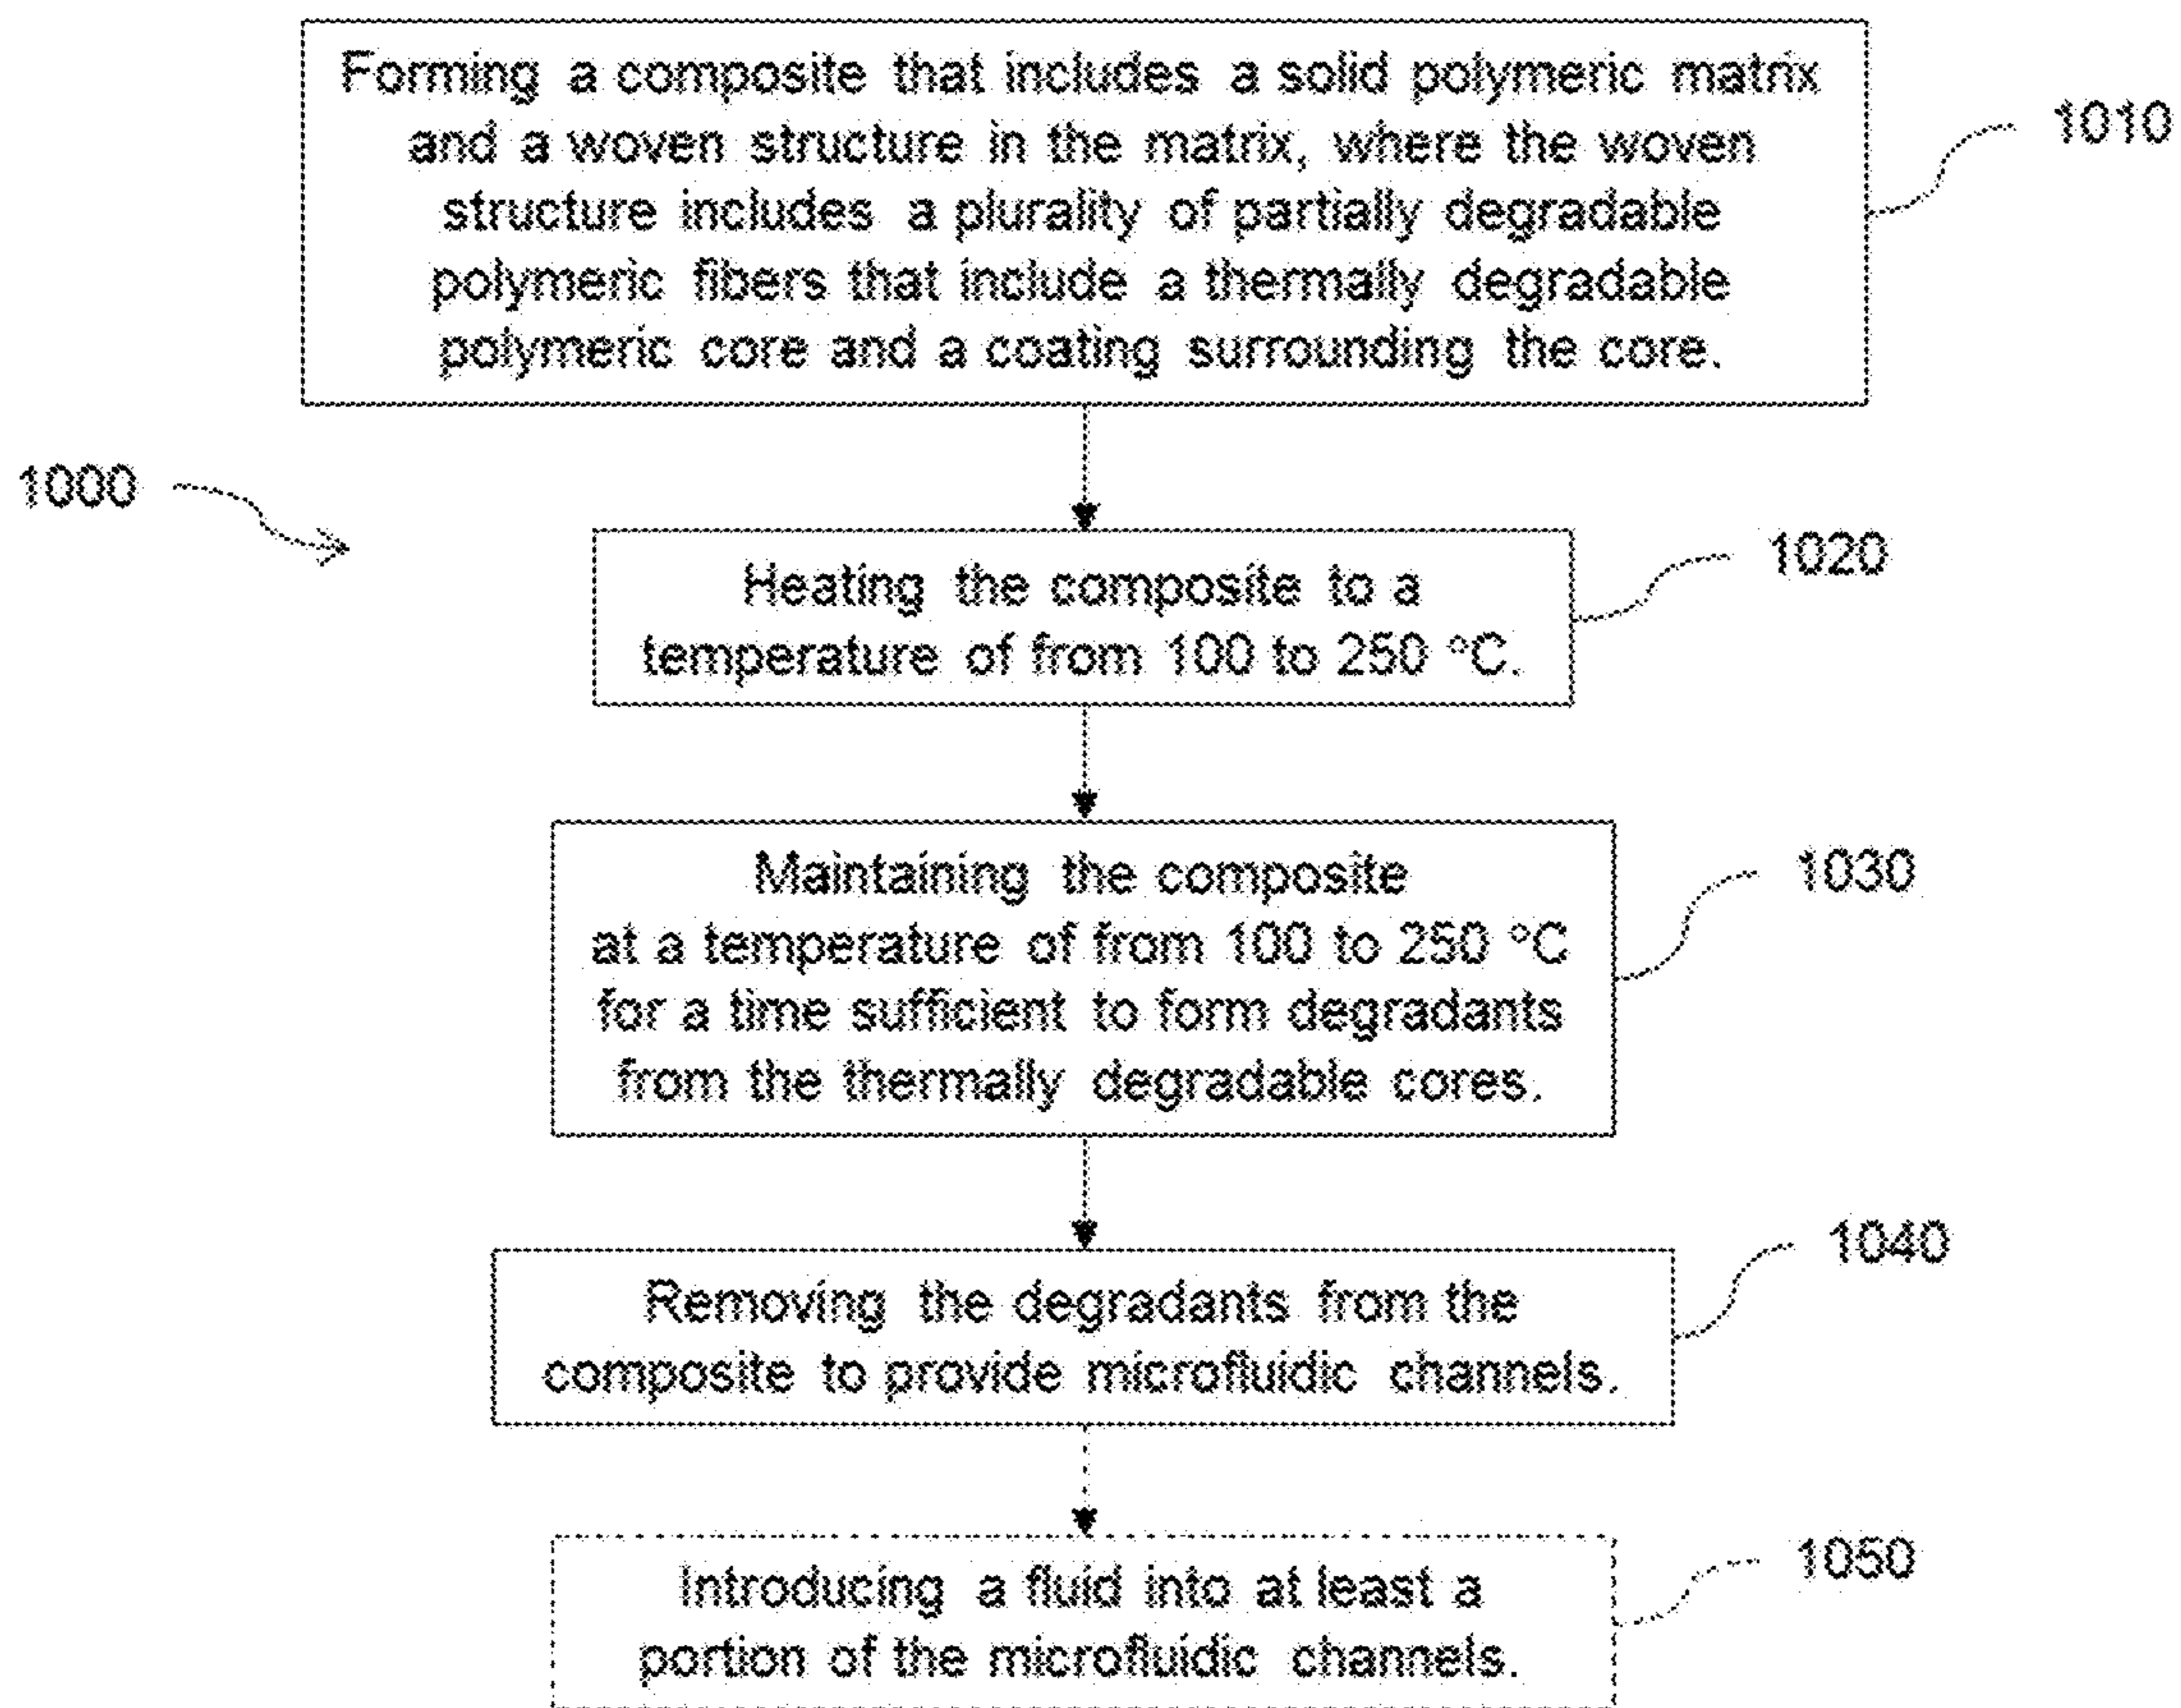 Forming a composite that includes a solid polymeric matrix
and a woven structure in the matrix, where the woven
structure includes a plurality of partially degradable
polymeric fibers that include a thermally degradable
polymeric core and a coating surrounding the core.
1010
1000
Heating the composite to a
temperature of from 100 to 250 °C.
1020
Maintaining the composite
at a temperature of from 100 to 250 °C
for a time sufficient to form degradants
from the thermally degradable cores.
1030
Removing the degradants from the
composite to provide microfluidic channels.
1040
Introducing a fluid into at least a
portion of the microfluidic channels.
1050